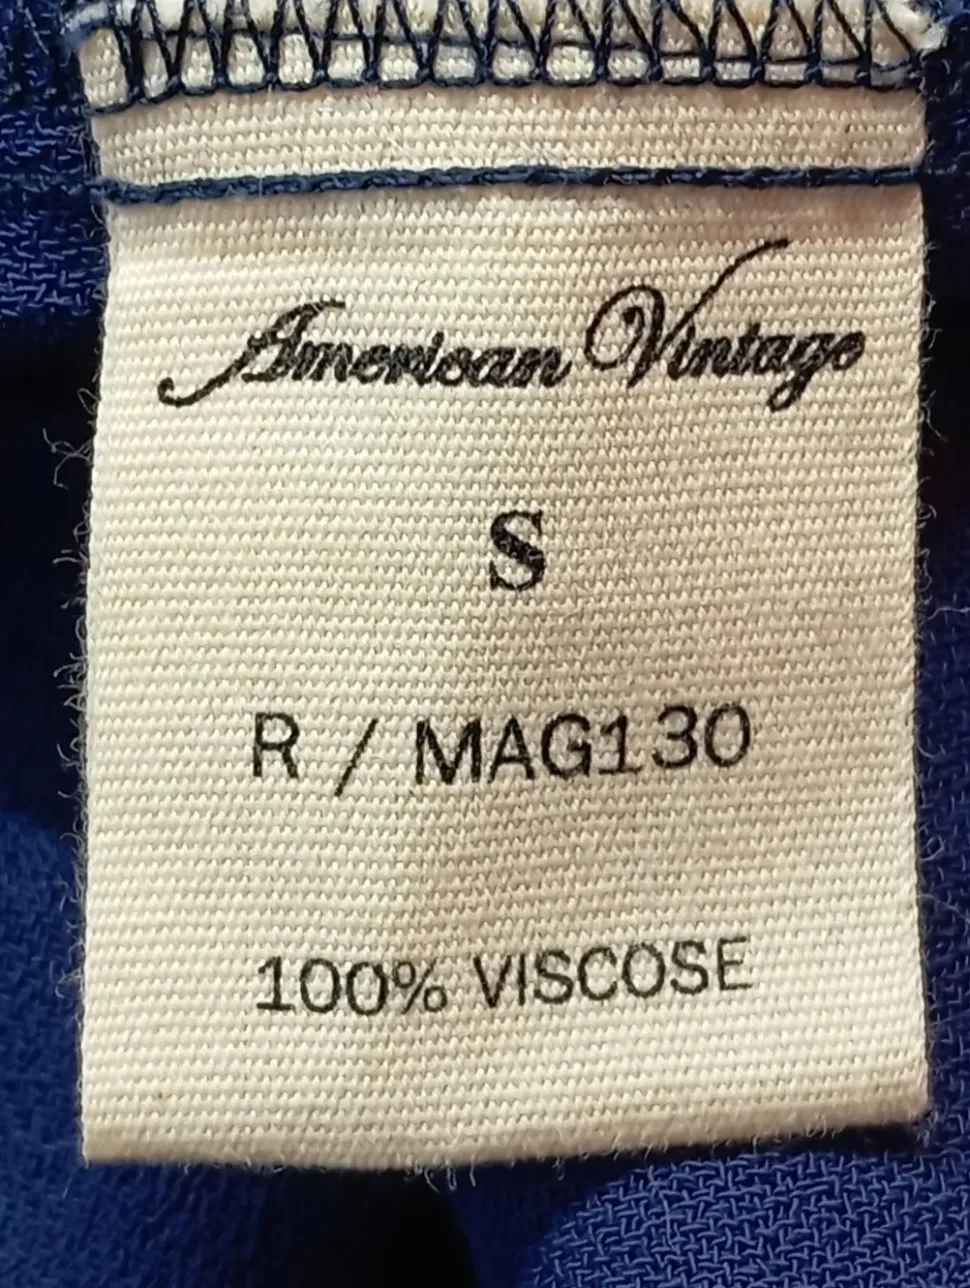 American Vintage
S
R / MAG130
100% VISCOSE